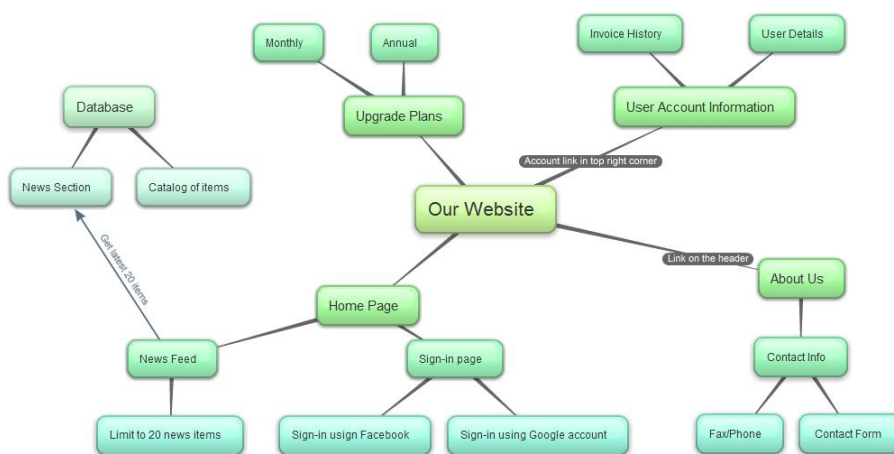 Invoice History
User Details
Monthly
Annual
Database
Upgrade Plans
User Account Information
Account link in top right corner
News Section
Catalog of items
Our Website
Get latest 20 items
Link on the header
About Us
Home Page
News Feed
Sign-in page
Contact Info
Limit to 20 news items
Sign-in usign Facebook
Sign-in using Google account
Fax/Phone
Contact Form